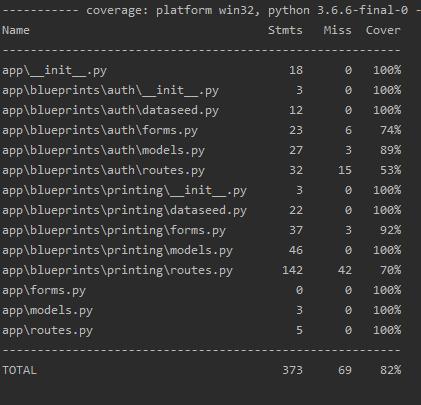 ----------- coverage: platform win32, python 3.6.6-final-0 -
Name                                  Stmts   Miss  Cover
---------------------------------------------------------
app\__init__.py                          18      0   100%
app\blueprints\auth\__init__.py           3      0   100%
app\blueprints\auth\dataseed.py          12      0   100%
app\blueprints\auth\forms.py             23      6    74%
app\blueprints\auth\models.py            27      3    89%
app\blueprints\auth\routes.py            32     15    53%
app\blueprints\printing\__init__.py       3      0   100%
app\blueprints\printing\dataseed.py      22      0   100%
app\blueprints\printing\forms.py         37      3    92%
app\blueprints\printing\models.py        46      0   100%
app\blueprints\printing\routes.py       142     42    70%
app\forms.py                              0      0   100%
app\models.py                             3      0   100%
app\routes.py                             5      0   100%
---------------------------------------------------------
TOTAL                                   373     69    82%